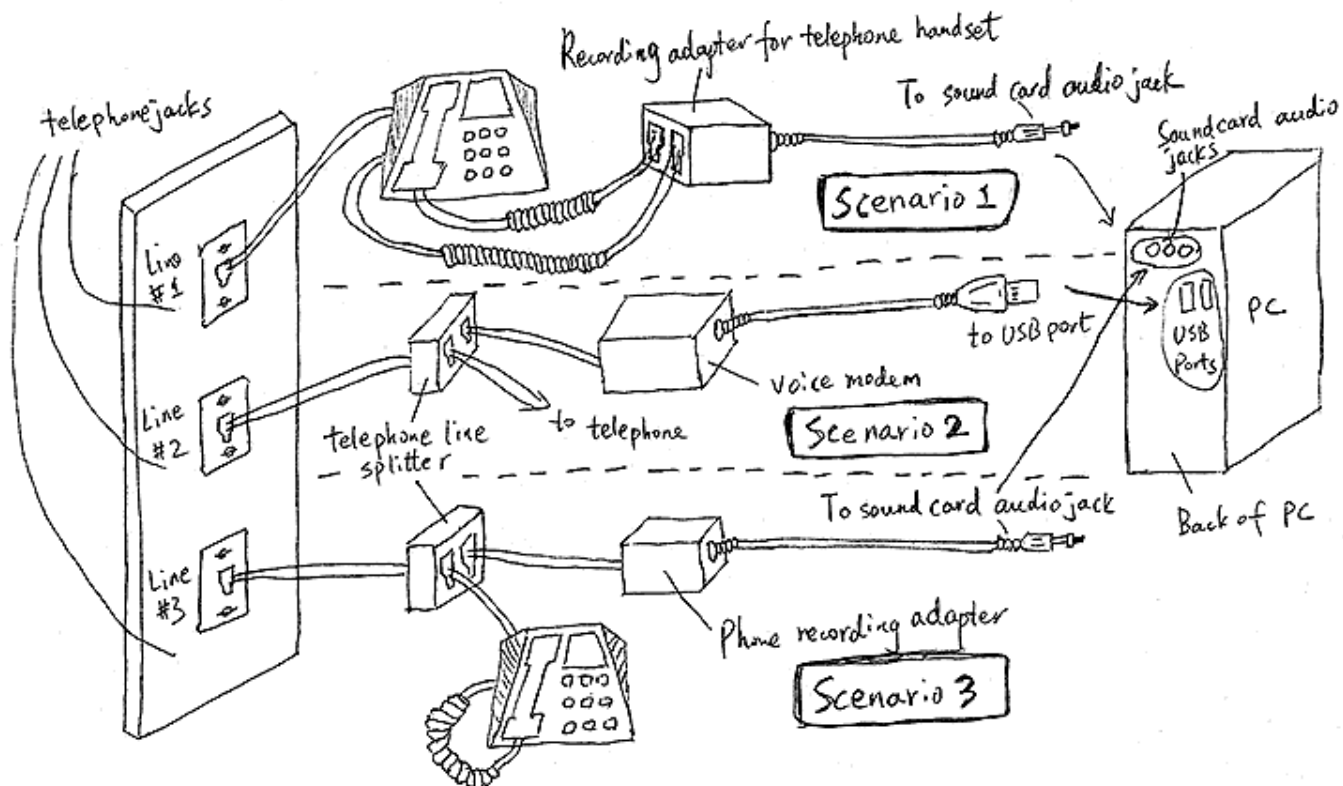 Recording adapter for telephone handset
To sound card audio jack
telephone jacks
Soundcard audio
jacks
Scenario 1
Line
#1
PC
to USB port
USB
Ports
voice modem
Line
#2
telephone line
splitter
to telephone
Scenario 2
To sound card audio jack
Back of PC
Line
#3
Phone recording adapter
Scenario 3